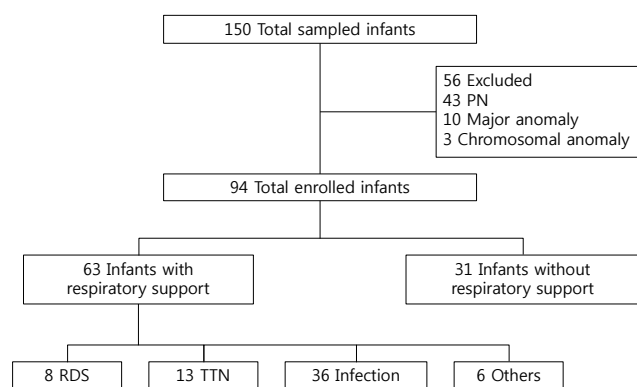 150 Total sampled infants
56 Excluded
43 PN
10 Major anomaly
3 Chromosomal anomaly
94 Total enrolled infants
63 Infants with
respiratory support
31 Infants without
respiratory support
8 RDS
13 TTN
36 Infection
6 Others